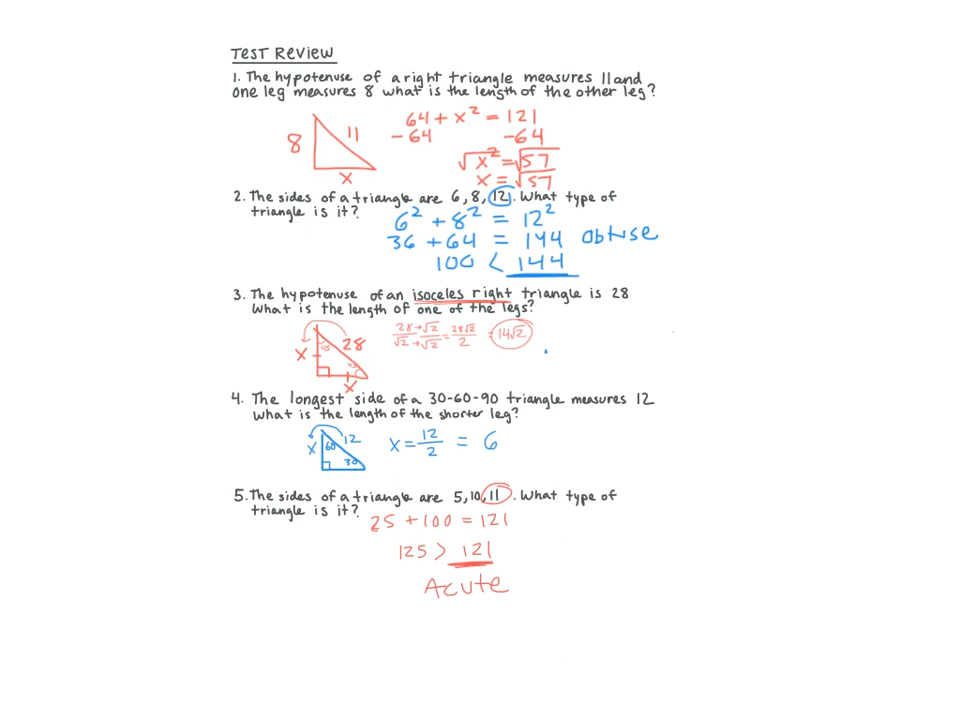 TEST REVIEW
1. The hypotenuse of a right triangle measures 11 and
one leg measures 8 what is the length of the other leg?
8 11 x
64 + x² = 121
-64 -64
√x² = √57
x = √57
2. The sides of a triangle are 6, 8, 12. What type of
triangle is it?
6² + 8² = 12²
36 + 64 = 144 obtuse
100 < 144
3. The hypotenuse of an isoceles right triangle is 28
what is the length of one of the legs?
x 28 x
28→√2 / √2→√2 = 28√2 / 2 = 14√2
4. The longest side of a 30-60-90 triangle measures 12
what is the length of the shorter leg?
x 60 12 30
x = 12/2 = 6
5. The sides of a triangle are 5, 10, 11. What type of
triangle is it?
25 + 100 = 121
125 > 121
Acute